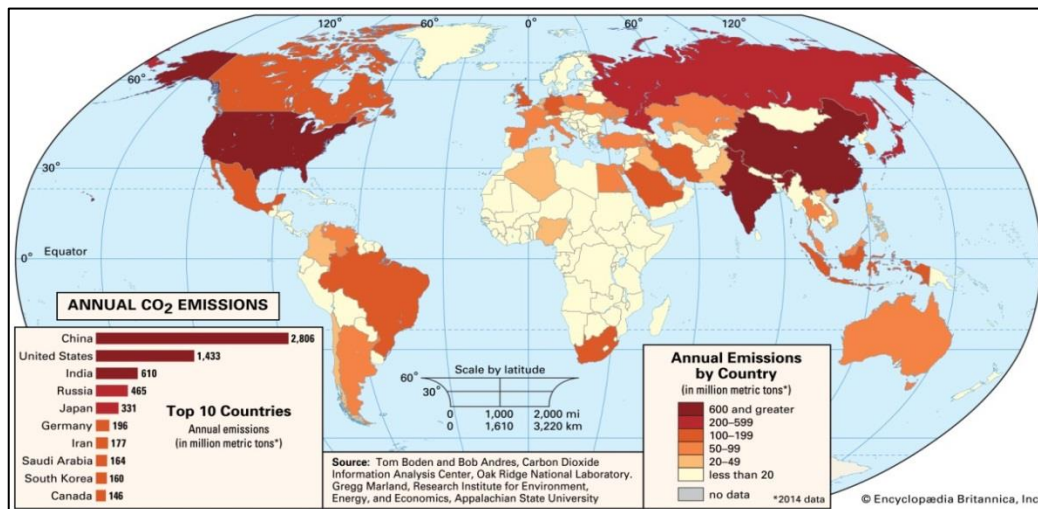 120°
60°
0°
60°
120°
60°
30°
Equator
0°
ANNUAL CO2 EMISSIONS
China 2,806
United States 1,433
India 610
Russia 465
Japan 331
Germany 196
Iran 177
Saudi Arabia 164
South Korea 160
Canada 146
Top 10 Countries
Annual emissions
(in million metric tons*)
60°
30°
0°
Scale by latitude
0 1,000 2,000 mi
0 1,610 3,220 km
Source: Tom Boden and Bob Andres, Carbon Dioxide
Information Analysis Center, Oak Ridge National Laboratory.
Gregg Marland, Research Institute for Environment,
Energy, and Economics, Appalachian State University
Annual Emissions
by Country
(in million metric tons*)
600 and greater
200–599
100–199
50–99
20–49
less than 20
no data
*2014 data
© Encyclopædia Britannica, Inc